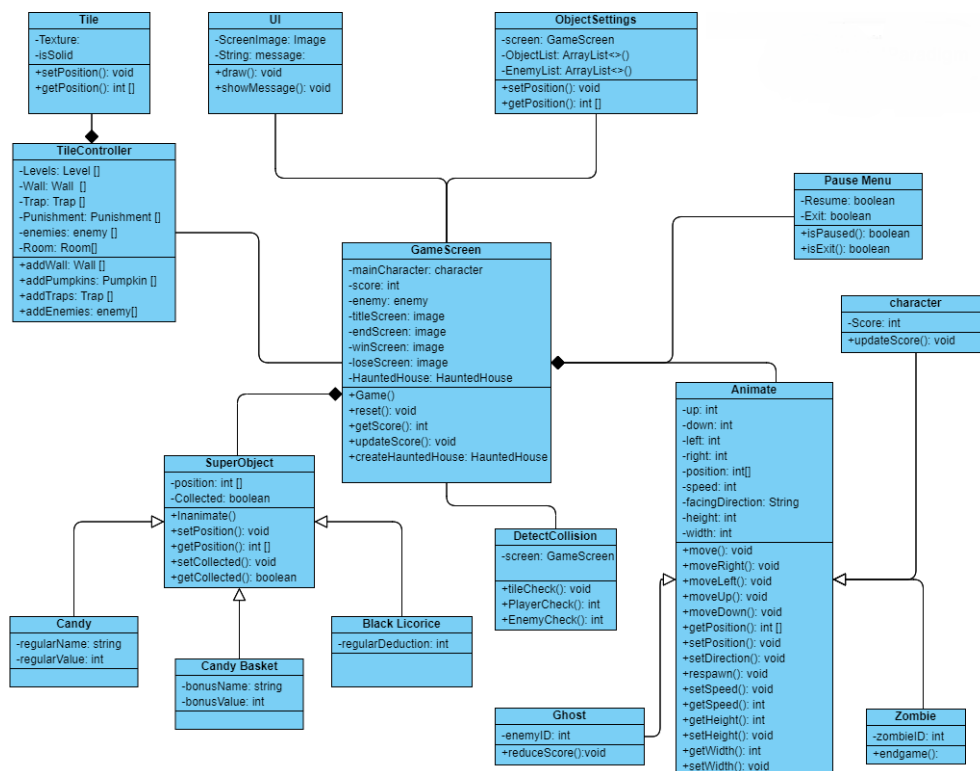 Tile
-Texture:
-isSolid
+setPosition(): void
+getPosition(): int []
UI
-ScreenImage: Image
-String: message:
+draw(): void
+showMessage(): void
ObjectSettings
-screen: GameScreen
-ObjectList: ArrayList<>()
-EnemyList: ArrayList<>()
+setPosition(): void
+getPosition(): int []
TileController
-Levels: Level []
-Wall: Wall []
-Trap: Trap []
-Punishment: Punishment []
-enemies: enemy []
-Room: Room[]
+addWall: Wall []
+addPumpkins: Pumpkin []
+addTraps: Trap []
+addEnemies: enemy[]
Pause Menu
-Resume: boolean
-Exit: boolean
+isPaused(): boolean
+isExit(): boolean
GameScreen
-mainCharacter: character
-score: int
-enemy: enemy
-titleScreen: image
-endScreen: image
-winScreen: image
-loseScreen: image
-HauntedHouse: HauntedHouse
+Game()
+reset(): void
+getScore(): int
+updateScore(): void
+createHauntedHouse: HauntedHouse
character
-Score: int
+updateScore(): void
Animate
-up: int
-down: int
-left: int
-right: int
-position: int[]
-speed: int
-facingDirection: String
-height: int
-width: int
+move(): void
+moveRight(): void
+moveLeft(): void
+moveUp(): void
+moveDown(): void
+getPosition(): int []
+setPosition(): void
+setDirection(): void
+respawn(): void
+setSpeed(): void
+getSpeed(): int
+getHeight(): int
+setHeight(): void
+getWidth(): int
+setWidth(): void
SuperObject
-position: int []
-Collected: boolean
+Inanimate()
+setPosition(): void
+getPosition(): int []
+setCollected(): void
+getCollected(): boolean
DetectCollision
-screen: GameScreen
+tileCheck(): void
+PlayerCheck(): int
+EnemyCheck(): int
Candy
-regularName: string
-regularValue: int
Candy Basket
-bonusName: string
-bonusValue: int
Black Licorice
-regularDeduction: int
Ghost
-enemyID: int
+reduceScore():void
Zombie
-zombieID: int
+endgame():